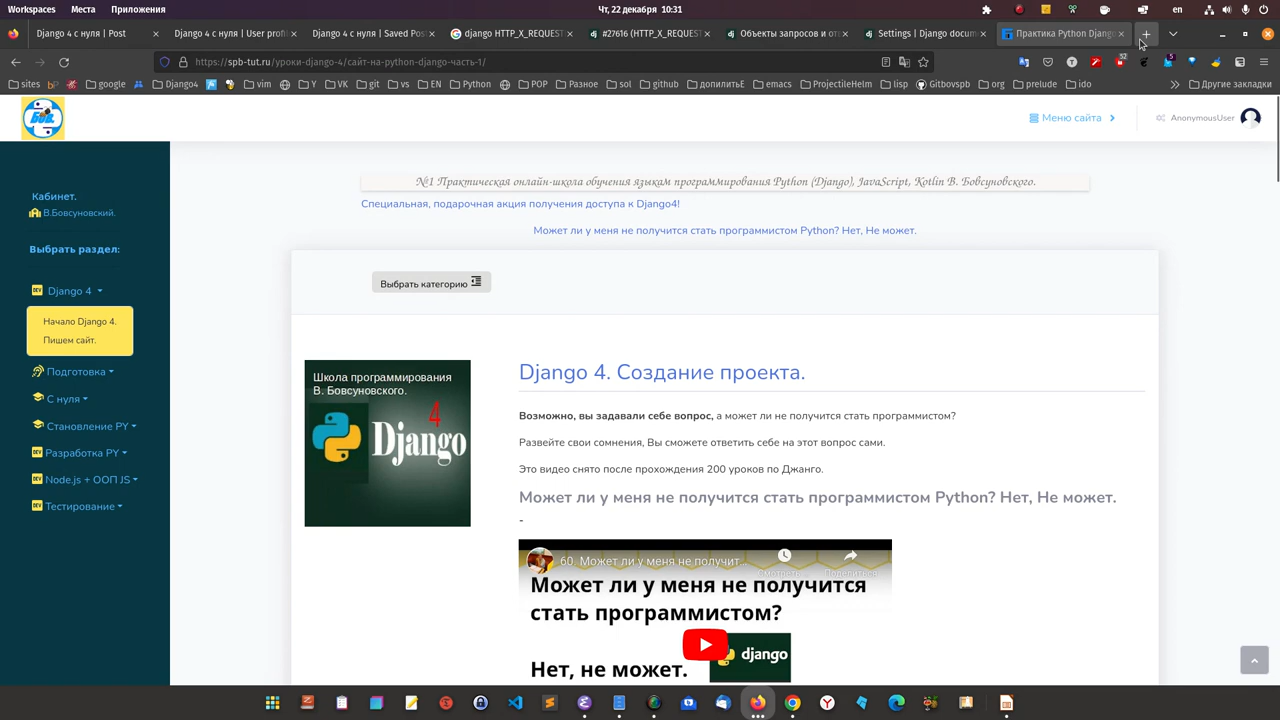 Workspaces Места Приложения Чт, 22 декабря 10:31 en
Django 4 с нуля | Post Django 4 с нуля | User profi Django 4 с нуля | Saved Post django HTTP_X_REQUEST #27616 (HTTP_X_REQUEST Объекты запросов и от Settings | Django docum Практика Python Django
https://spb-tut.ru/уроки-django-4/сайт-на-python-django-часть-1/
google Django4 vim Y VK git vs EN Python POP Разное sol github допилить emacs ProjectileHelm lisp Gitbovspb org prelude ido Другие закладки
БОВ.
Меню сайта AnonymousUser
№1 Практическая онлайн-школа обучения языкам программирования Python (Django), JavaScript, Kotlin В. Бовсуновского.
Специальная, подарочная акция получения доступа к Django4!
Может ли у меня не получится стать программистом Python? Нет, Не может.
Кабинет.
В.Бовсуновский.
Выбрать раздел:
Django 4
Начало Django 4.
Пишем сайт.
Подготовка
С нуля
Становление PY
Разработка PY
Node.js + ООП JS
Тестирование
Выбрать категорию
Школа программирования
В. Бовсуновского.
4
Django
Django 4. Создание проекта.
Возможно, вы задавали себе вопрос, а может ли не получится стать программистом?
Развейте свои сомнения, Вы сможете ответить себе на этот вопрос сами.
Это видео снято после прохождения 200 уроков по Джанго.
Может ли у меня не получится стать программистом Python? Нет, Не может.
-
60. Может ли у меня не получит...
Смотреть... Поделиться
Может ли у меня не получится
стать программистом?
Нет, не может.
django